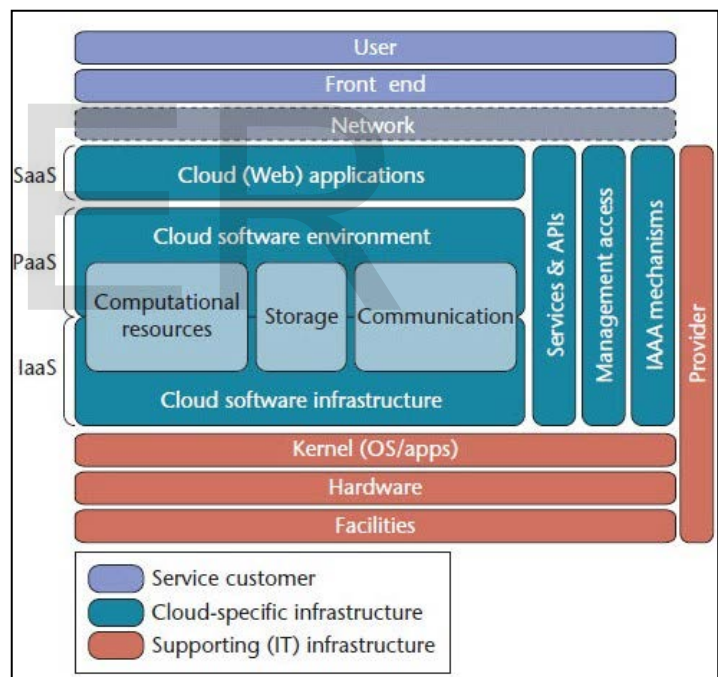 User
Front end
Network
SaaS
Cloud (Web) applications
PaaS
Cloud software environment
Computational
resources
Storage
Communication
IaaS
Cloud software infrastructure
Services & APIs
Management access
IAAA mechanisms
Provider
Kernel (OS/apps)
Hardware
Facilities
Service customer
Cloud-specific infrastructure
Supporting (IT) infrastructure
ER